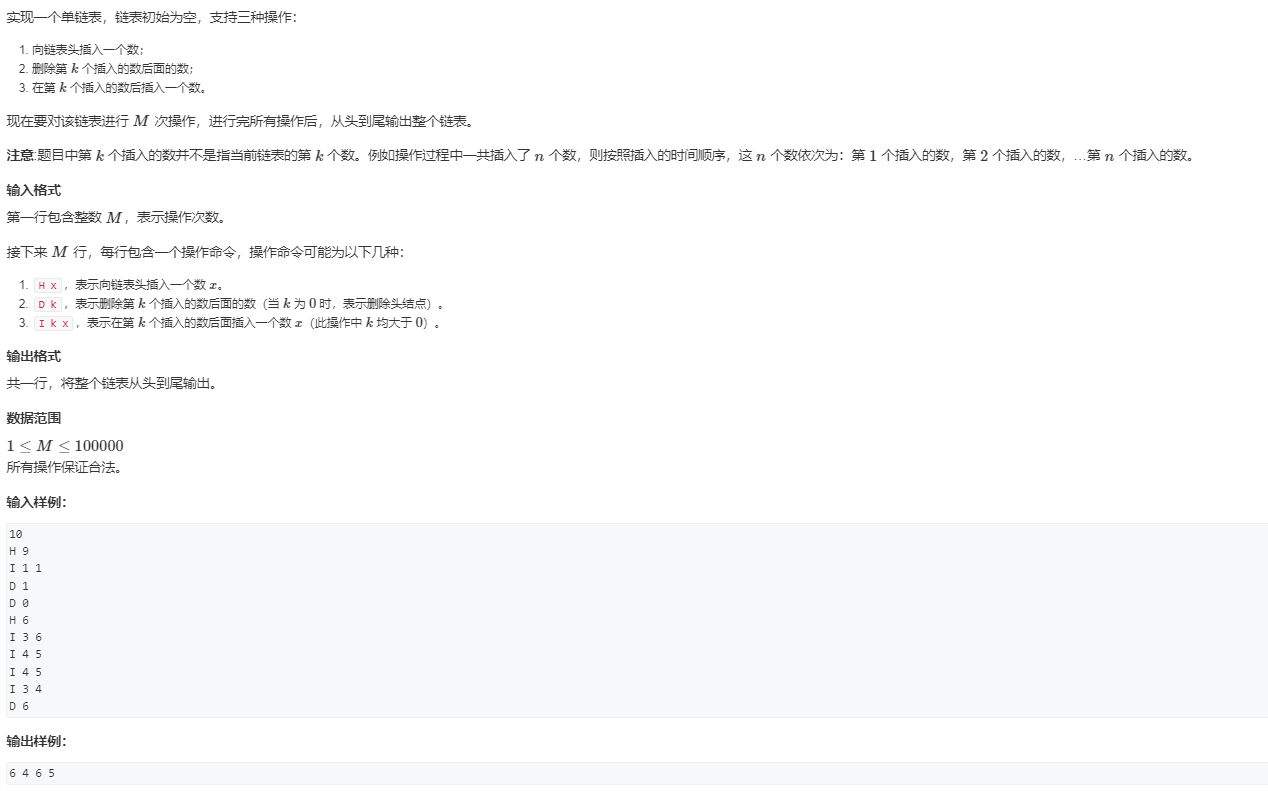 实现一个单链表，链表初始为空，支持三种操作：
1. 向链表头插入一个数；
2. 删除第 k 个插入的数后面的数；
3. 在第 k 个插入的数后插入一个数。
现在要对该链表进行 M 次操作，进行完所有操作后，从头到尾输出整个链表。
注意:题目中第 k 个插入的数并不是指当前链表的第 k 个数。例如操作过程中一共插入了 n 个数，则按照插入的时间顺序，这 n 个数依次为：第 1 个插入的数，第 2 个插入的数，…第 n 个插入的数。
输入格式
第一行包含整数 M，表示操作次数。
接下来 M 行，每行包含一个操作命令，操作命令可能为以下几种：
1. H x，表示向链表头插入一个数 x。
2. D k，表示删除第 k 个插入的数后面的数（当 k 为 0 时，表示删除头结点）。
3. I k x，表示在第 k 个插入的数后面插入一个数 x（此操作中 k 均大于 0）。
输出格式
共一行，将整个链表从头到尾输出。
数据范围
1 ≤ M ≤ 100000
所有操作保证合法。
输入样例：
10
H 9
I 1 1
D 1
D 0
H 6
I 3 6
I 4 5
I 4 5
I 3 4
D 6
输出样例：
6 4 6 5